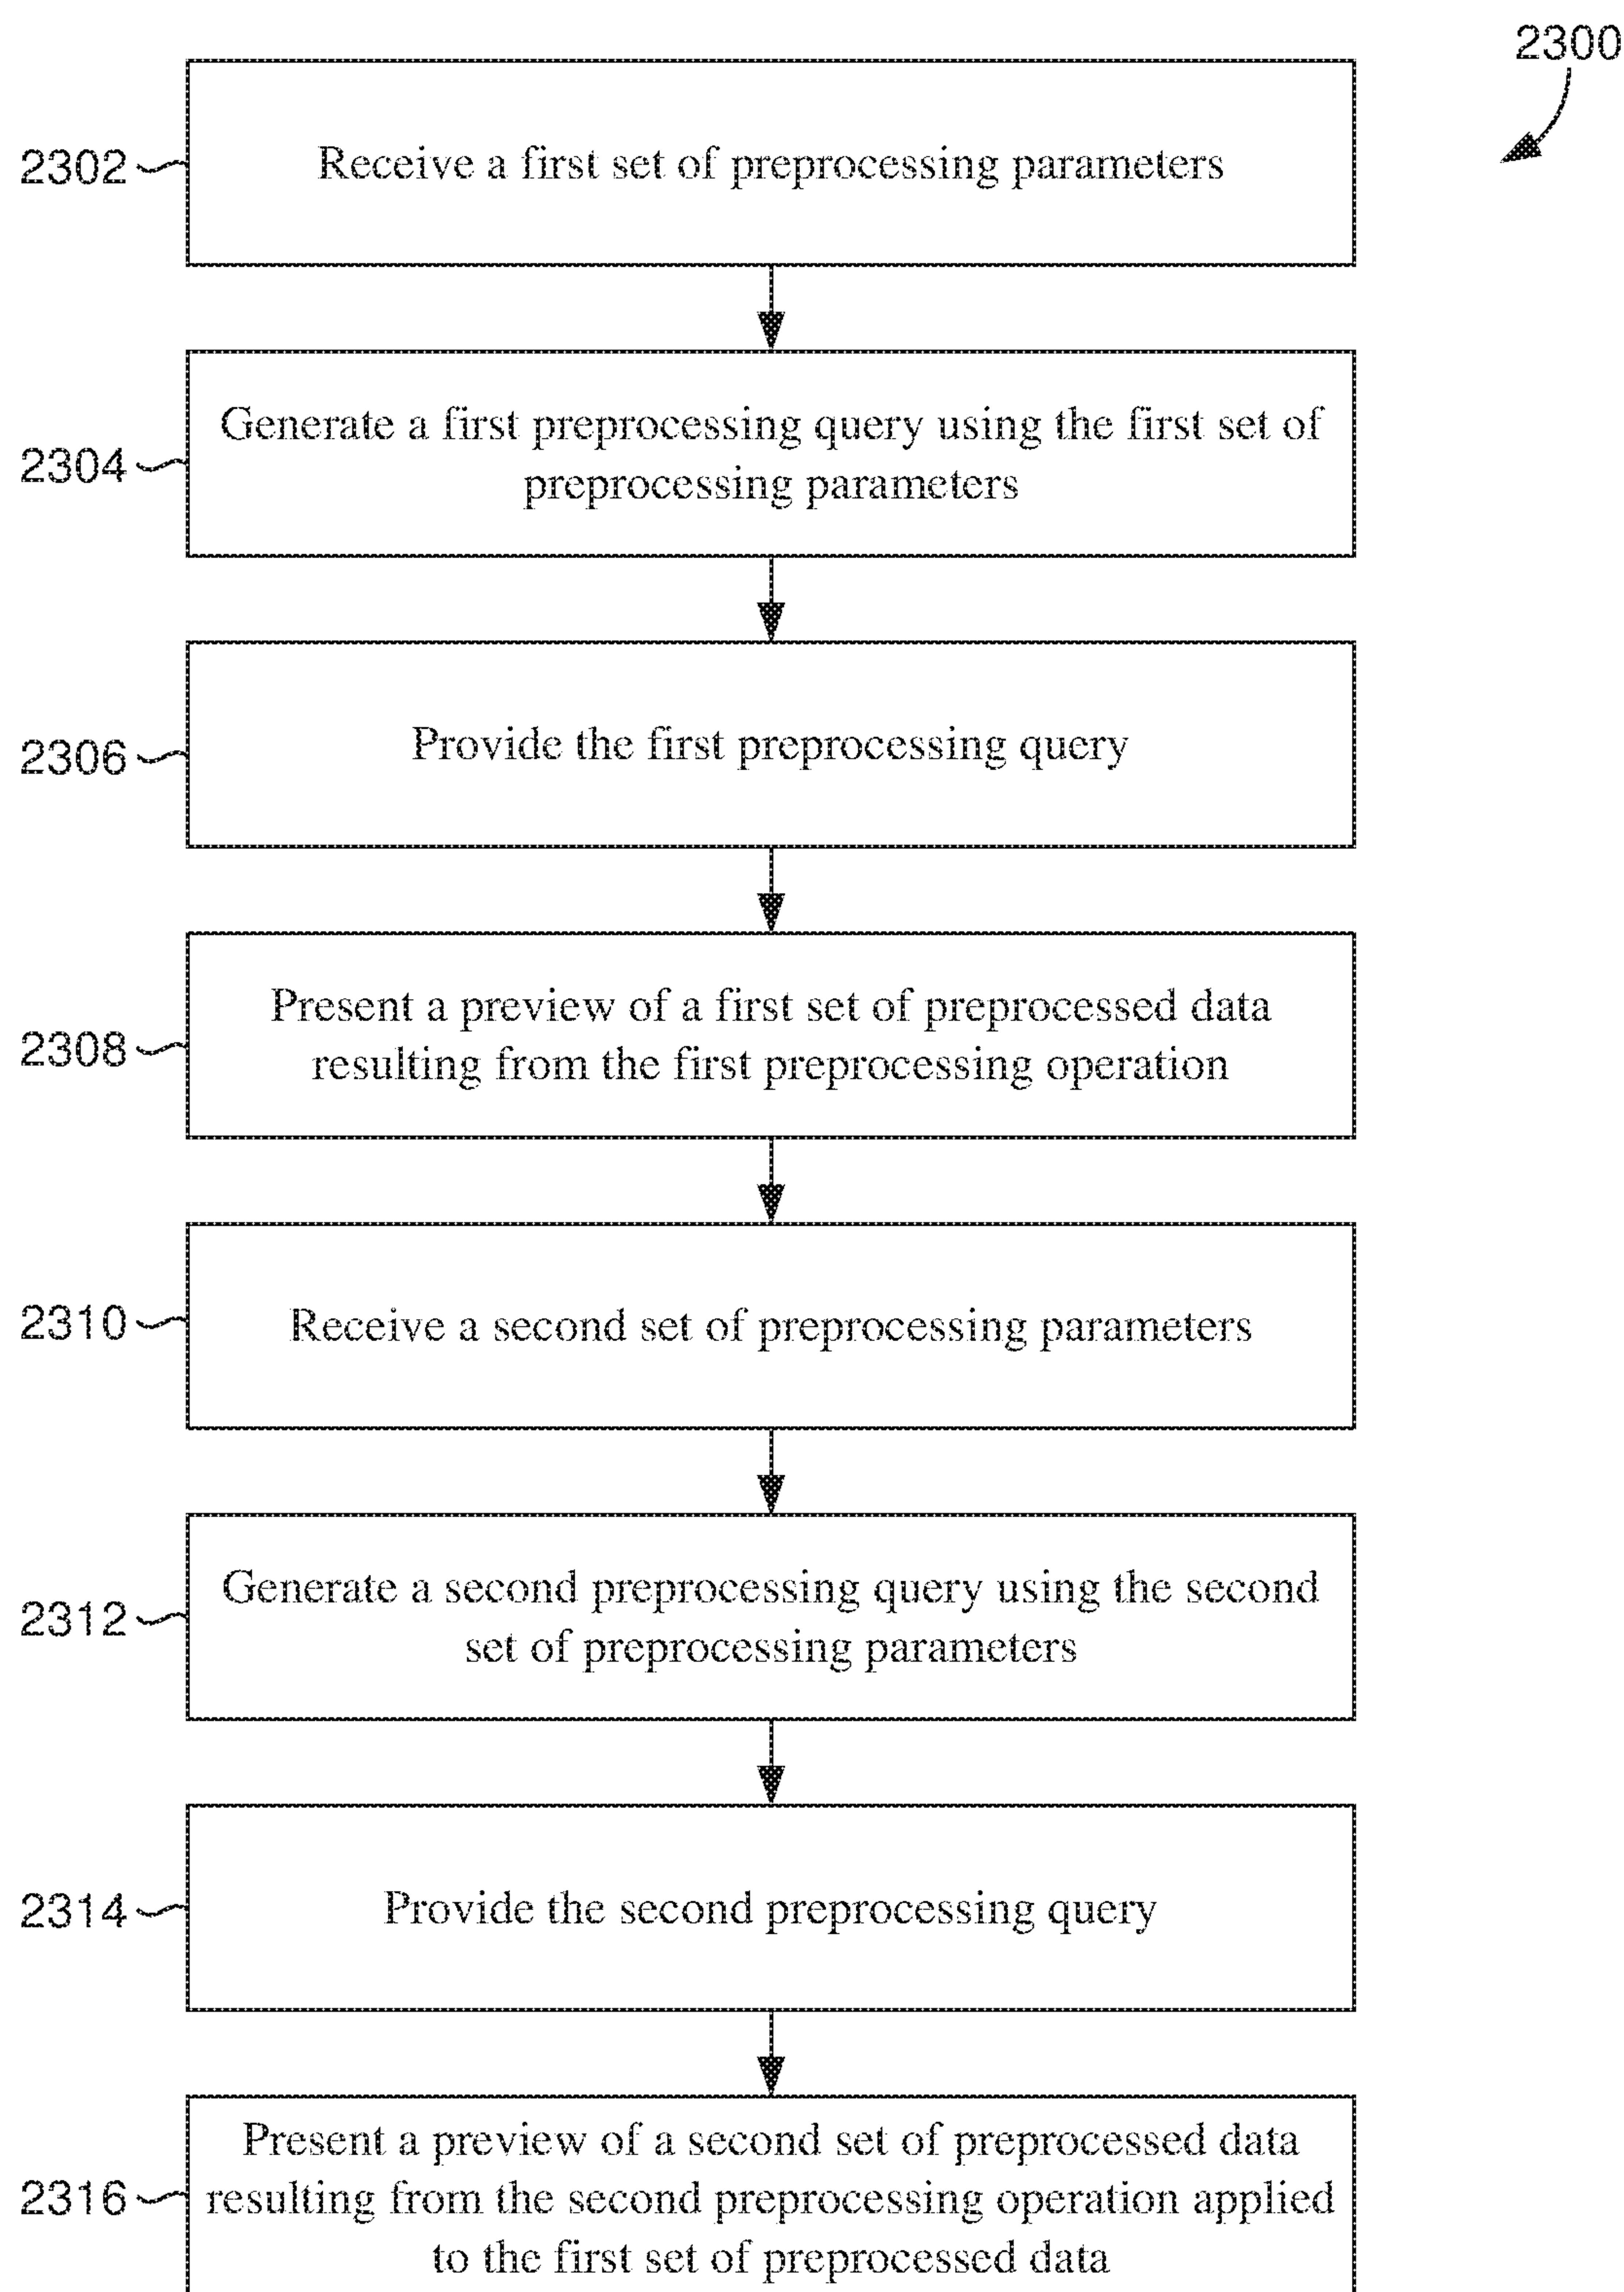 2300
2302
Receive a first set of preprocessing parameters
2304
Generate a first preprocessing query using the first set of
preprocessing parameters
2306
Provide the first preprocessing query
2308
Present a preview of a first set of preprocessed data
resulting from the first preprocessing operation
2310
Receive a second set of preprocessing parameters
2312
Generate a second preprocessing query using the second
set of preprocessing parameters
2314
Provide the second preprocessing query
2316
Present a preview of a second set of preprocessed data
resulting from the second preprocessing operation applied
to the first set of preprocessed data